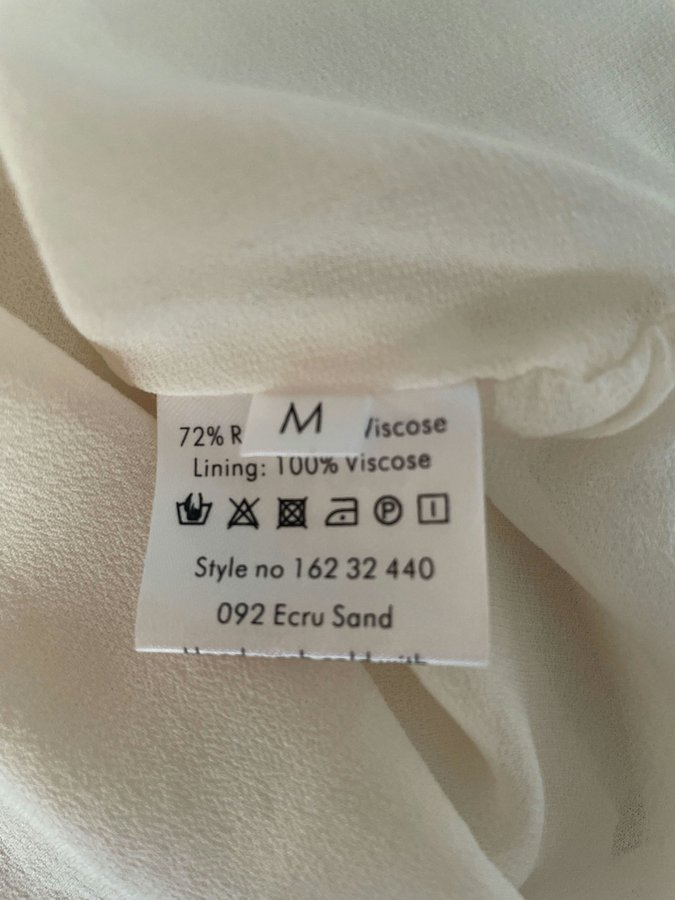 M
72% R
Viscose
Lining: 100% Viscose
Style no 162 32 440
092 Ecru Sand